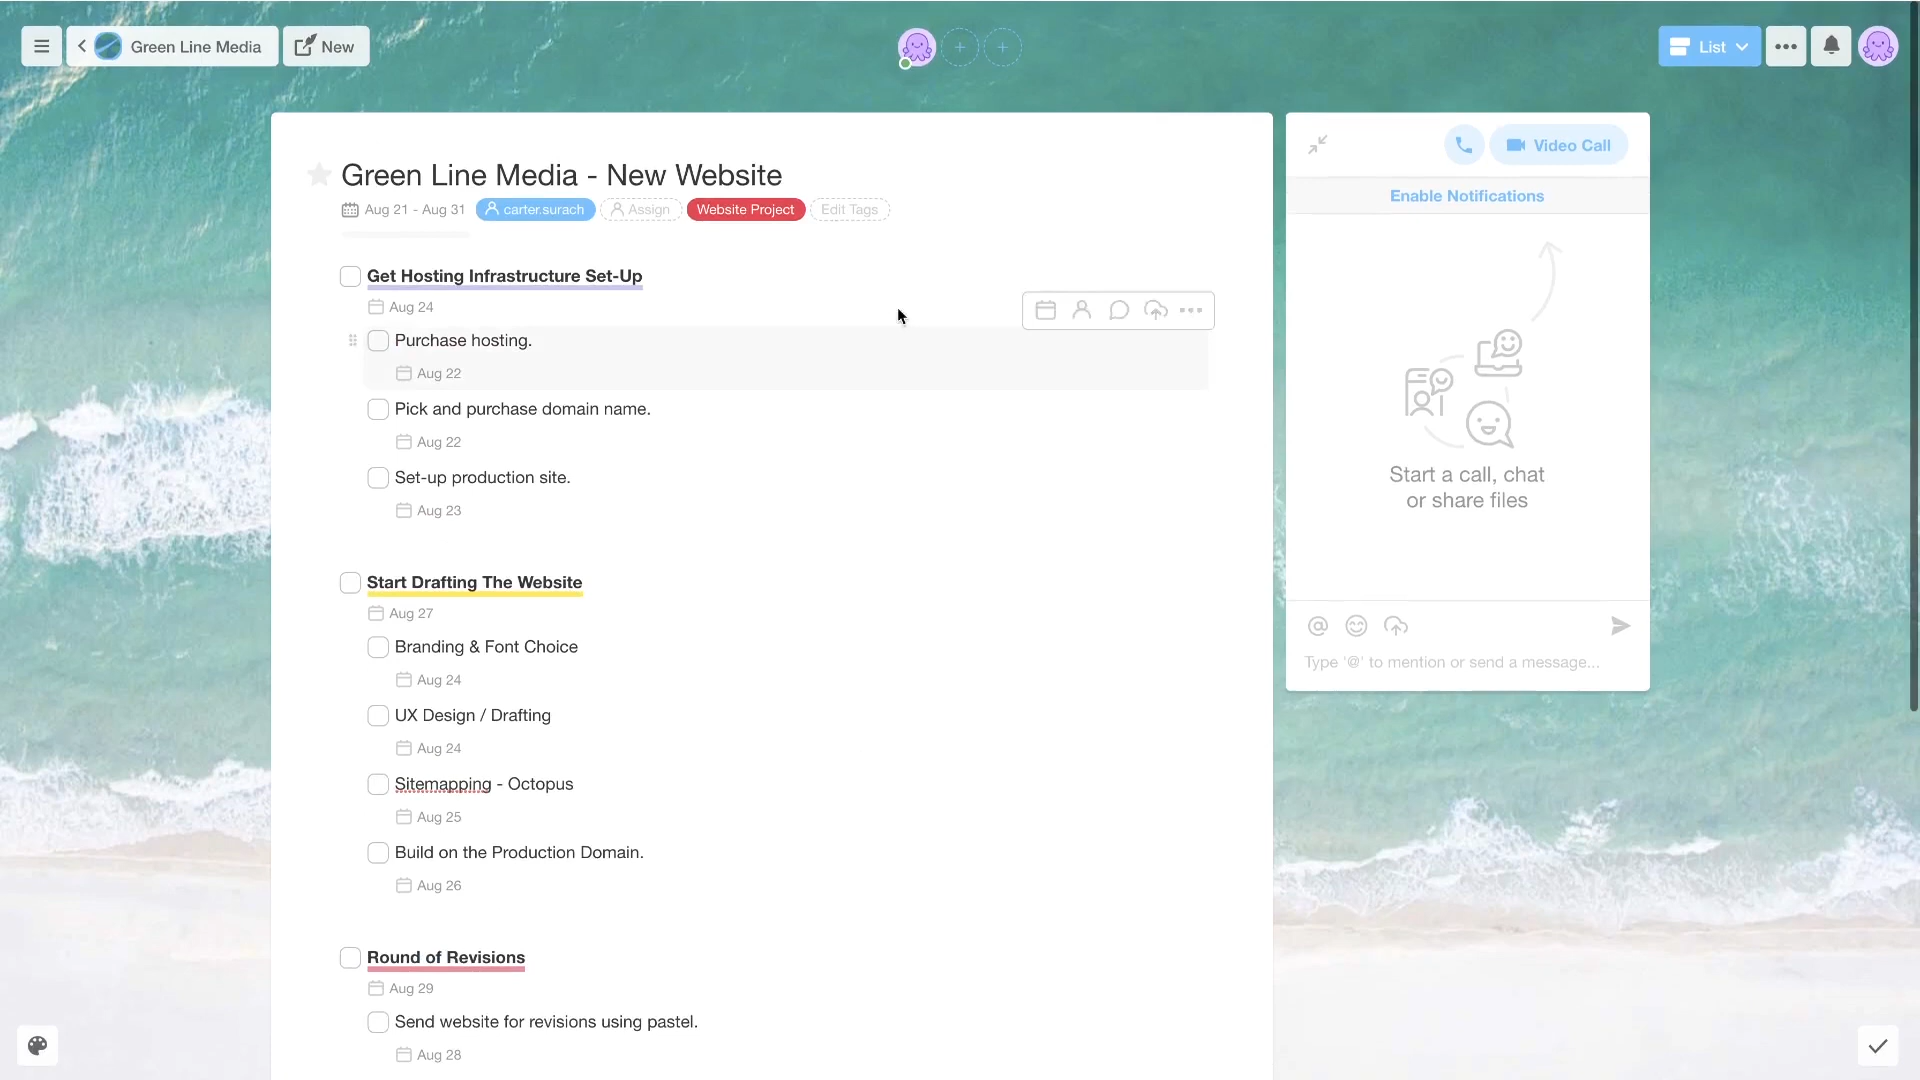 Green Line Media
New
List
Green Line Media - New Website
Aug 21 - Aug 31 carter.surach Assign Website Project Edit Tags
Get Hosting Infrastructure Set-Up
Aug 24
Purchase hosting.
Aug 22
Pick and purchase domain name.
Aug 22
Set-up production site.
Aug 23
Start Drafting The Website
Aug 27
Branding & Font Choice
Aug 24
UX Design / Drafting
Aug 24
Sitemapping - Octopus
Aug 25
Build on the Production Domain.
Aug 26
Round of Revisions
Aug 29
Send website for revisions using pastel.
Aug 28
Video Call
Enable Notifications
Start a call, chat
or share files
Type '@' to mention or send a message...